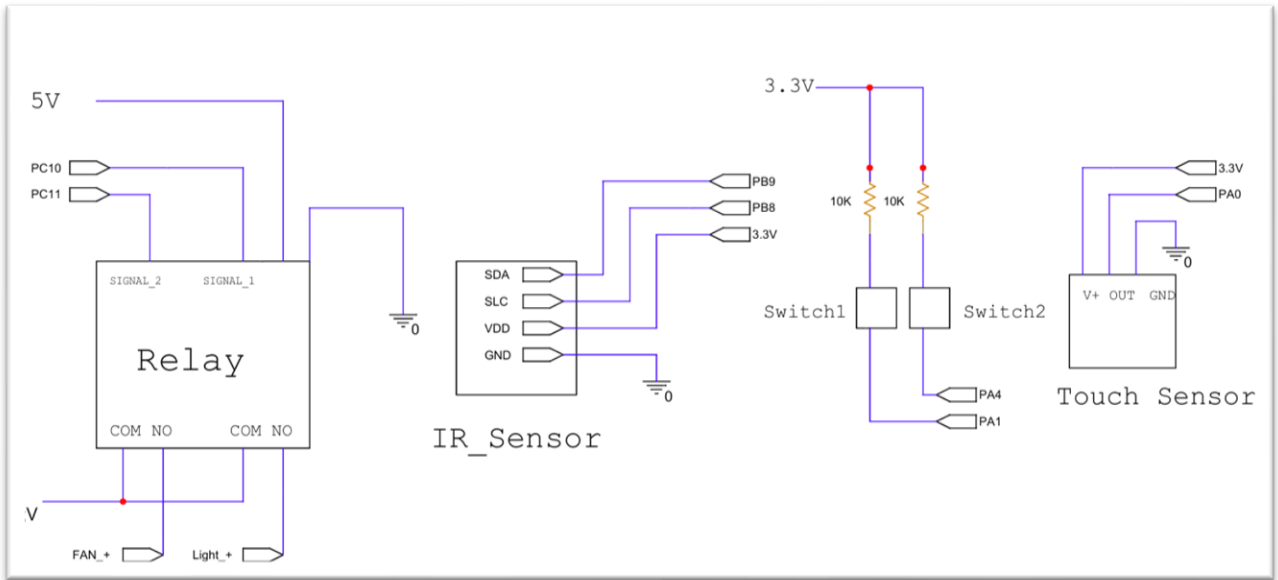 5V
PC10
PC11
SIGNAL_2 SIGNAL_1
Relay
COM NO COM NO
V
FAN_+ Light_+
0
PB9
PB8
3.3V
SDA
SLC
VDD
GND
0
IR_Sensor
3.3V
10K 10K
Switch1 Switch2
PA4
PA1
3.3V
PA0
0
V+ OUT GND
Touch Sensor